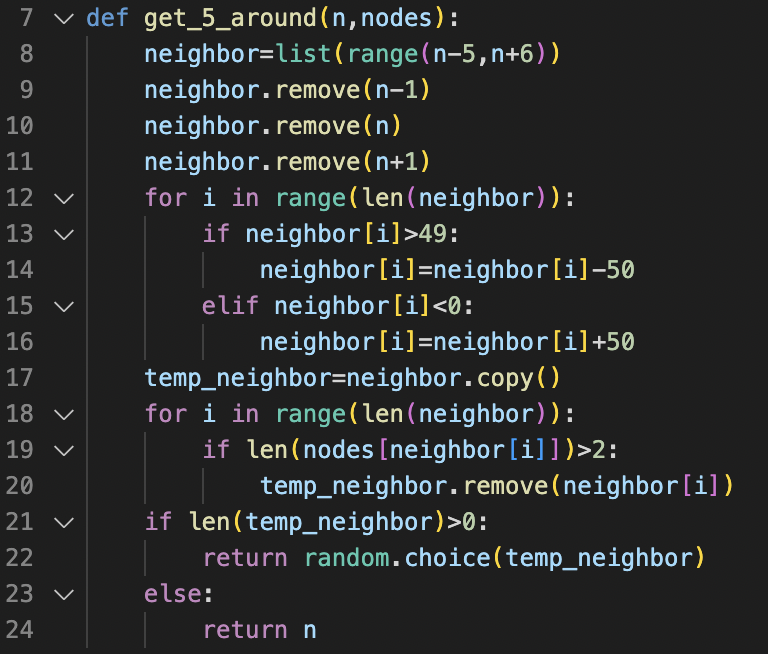 7 def get_5_around(n,nodes):
8     neighbor=list(range(n-5,n+6))
9     neighbor.remove(n-1)
10     neighbor.remove(n)
11     neighbor.remove(n+1)
12     for i in range(len(neighbor)):
13         if neighbor[i]>49:
14             neighbor[i]=neighbor[i]-50
15         elif neighbor[i]<0:
16             neighbor[i]=neighbor[i]+50
17     temp_neighbor=neighbor.copy()
18     for i in range(len(neighbor)):
19         if len(nodes[neighbor[i]])>2:
20             temp_neighbor.remove(neighbor[i])
21     if len(temp_neighbor)>0:
22         return random.choice(temp_neighbor)
23     else:
24         return n